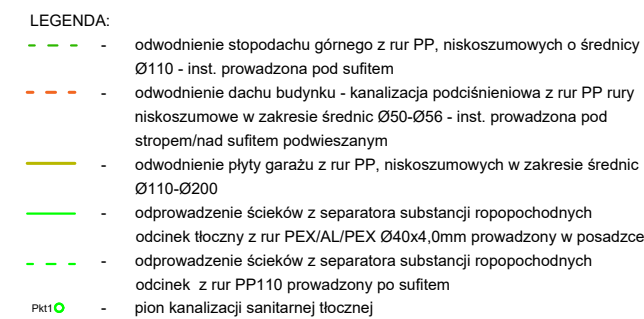 LEGENDA:
- odwodnienie stopodachu górnego z rur PP, niskoszumowych o średnicy
Ø110 - inst. prowadzona pod sufitem
- odwodnienie dachu budynku - kanalizacja podciśnieniowa z rur PP rury
niskoszumowe w zakresie średnic Ø50-Ø56 - inst. prowadzona pod
stropem/nad sufitem podwieszanym
- odwodnienie płyty garażu z rur PP, niskoszumowych w zakresie średnic
Ø110-Ø200
- odprowadzenie ścieków z separatora substancji ropopochodnych
odcinek tłoczny z rur PEX/AL/PEX Ø40x4,0mm prowadzony w posadzce
- odprowadzenie ścieków z separatora substancji ropopochodnych
odcinek z rur PP110 prowadzony po sufitem
Pkt1 - pion kanalizacji sanitarnej tłocznej